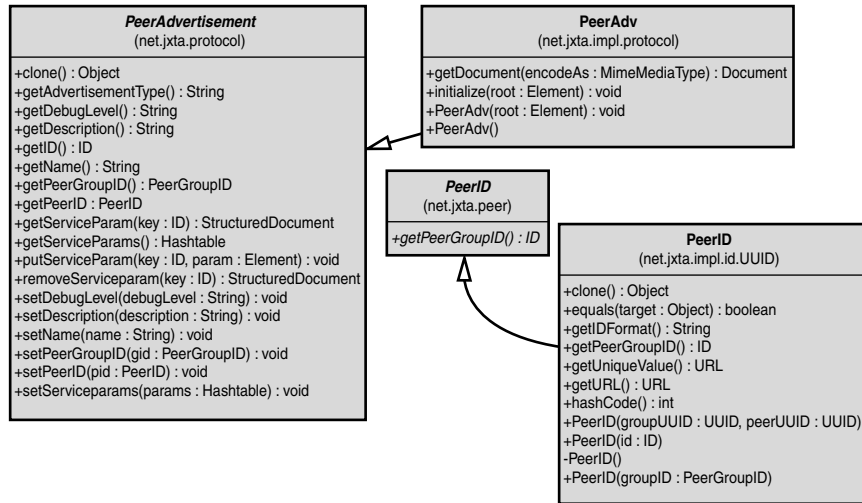 PeerAdvertisement
(net.jxta.protocol)
+clone() : Object
+getAdvertisementType() : String
+getDebugLevel() : String
+getDescription() : String
+getID() : ID
+getName() : String
+getPeerGroupID() : PeerGroupID
+getPeerID : PeerID
+getServiceParam(key : ID) : StructuredDocument
+getServiceParams() : Hashtable
+putServiceParam(key : ID, param : Element) : void
+removeServiceparam(key : ID) : StructuredDocument
+setDebugLevel(debugLevel : String) : void
+setDescription(description : String) : void
+setName(name : String) : void
+setPeerGroupID(gid : PeerGroupID) : void
+setPeerID(pid : PeerID) : void
+setServiceparams(params : Hashtable) : void
PeerAdv
(net.jxta.impl.protocol)
+getDocument(encodeAs : MimeMediaType) : Document
+initialize(root : Element) : void
+PeerAdv(root : Element) : void
+PeerAdv()
PeerID
(net.jxta.peer)
+getPeerGroupID() : ID
PeerID
(net.jxta.impl.id.UUID)
+clone() : Object
+equals(target : Object) : boolean
+getIDFormat() : String
+getPeerGroupID() : ID
+getUniqueValue() : URL
+getURL() : URL
+hashCode() : int
+PeerID(groupUUID : UUID, peerUUID : UUID)
+PeerID(id : ID)
-PeerID()
+PeerID(groupID : PeerGroupID)